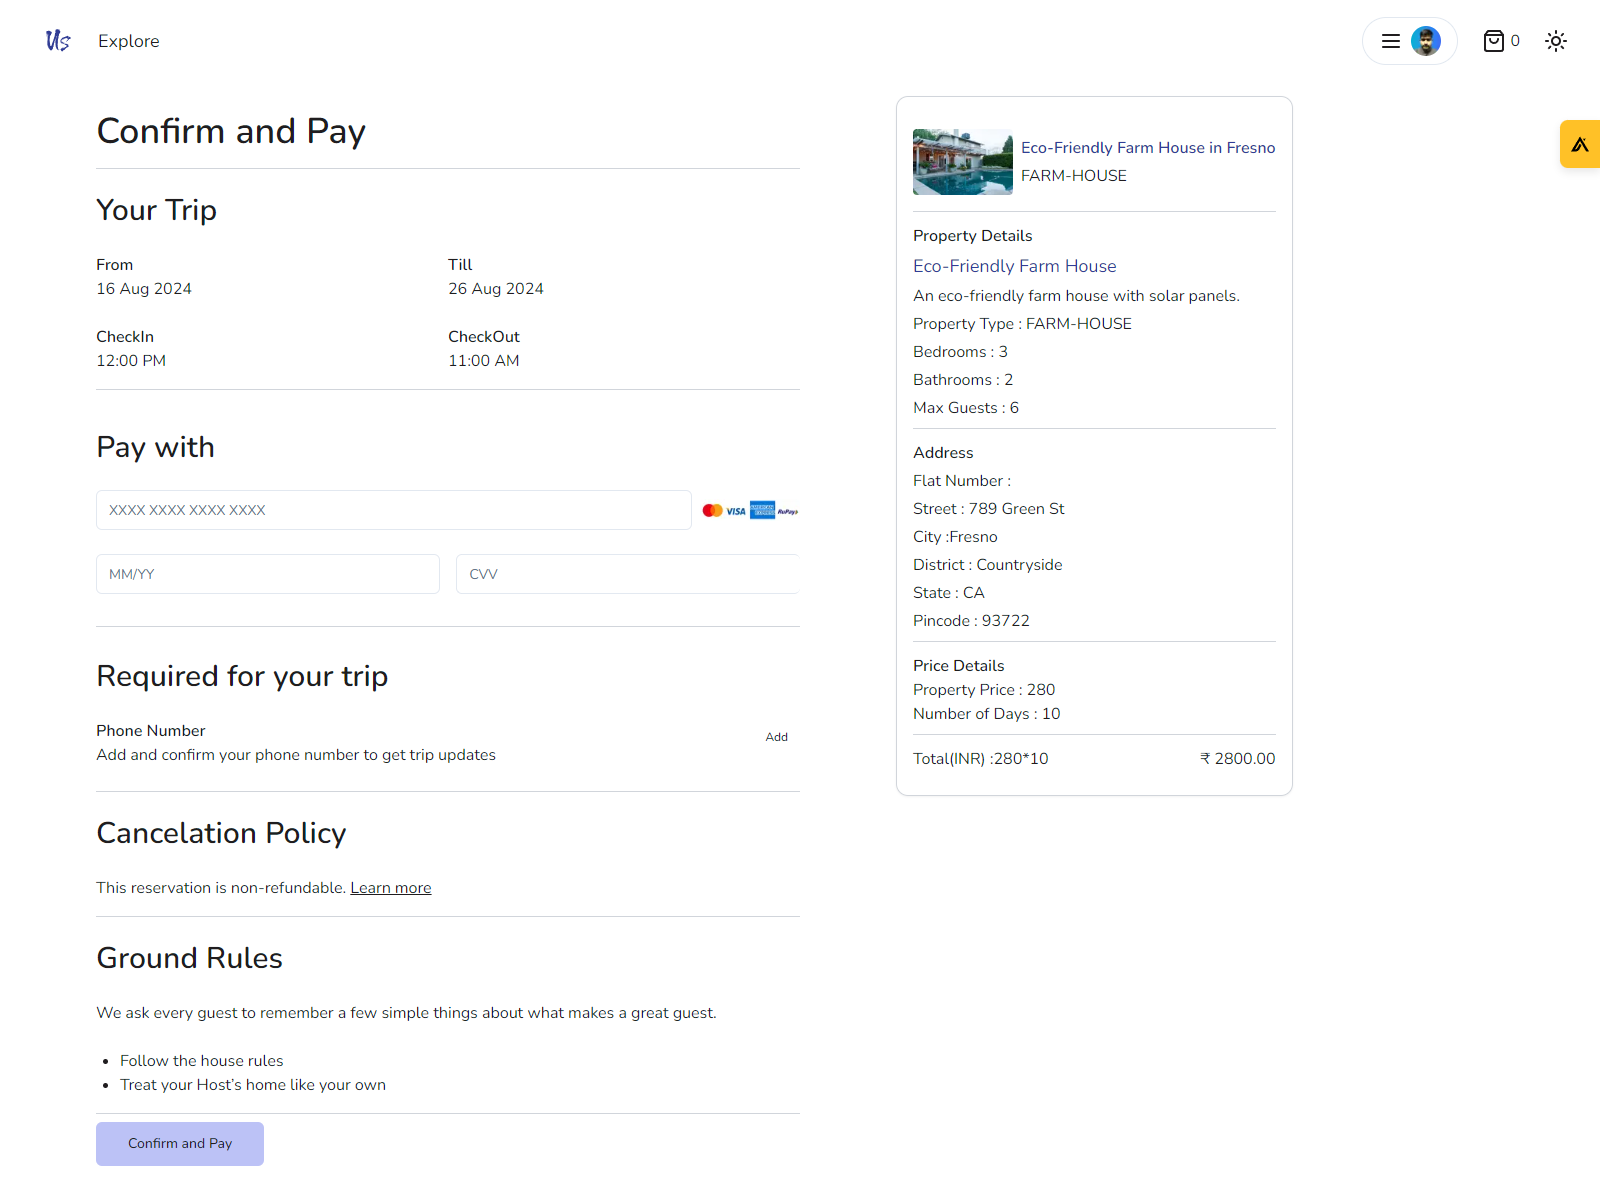 Us Explore 0
Confirm and Pay
Your Trip
From Till
16 Aug 2024 26 Aug 2024
CheckIn CheckOut
12:00 PM 11:00 AM
Pay with
XXXX XXXX XXXX XXXX VISA AMERICAN EXPRESS RuPay
MM/YY CVV
Required for your trip
Phone Number
Add and confirm your phone number to get trip updates
Add
Cancelation Policy
This reservation is non-refundable. Learn more
Ground Rules
We ask every guest to remember a few simple things about what makes a great guest.
Follow the house rules
Treat your Host’s home like your own
Confirm and Pay
Eco-Friendly Farm House in Fresno
FARM-HOUSE
Property Details
Eco-Friendly Farm House
An eco-friendly farm house with solar panels.
Property Type : FARM-HOUSE
Bedrooms : 3
Bathrooms : 2
Max Guests : 6
Address
Flat Number :
Street : 789 Green St
City :Fresno
District : Countryside
State : CA
Pincode : 93722
Price Details
Property Price : 280
Number of Days : 10
Total(INR) :280*10 ₹ 2800.00